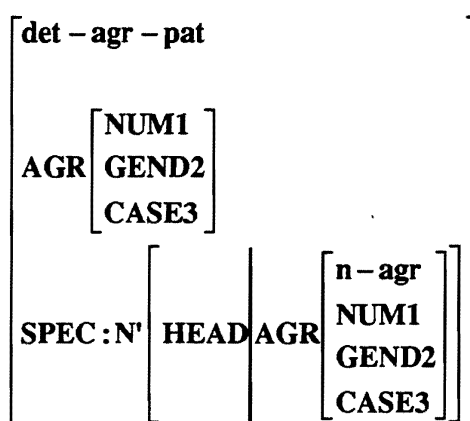 det – agr – pat
NUM1
AGR GEND2
CASE3
n – agr
SPEC : N' HEAD AGR NUM1
GEND2
CASE3